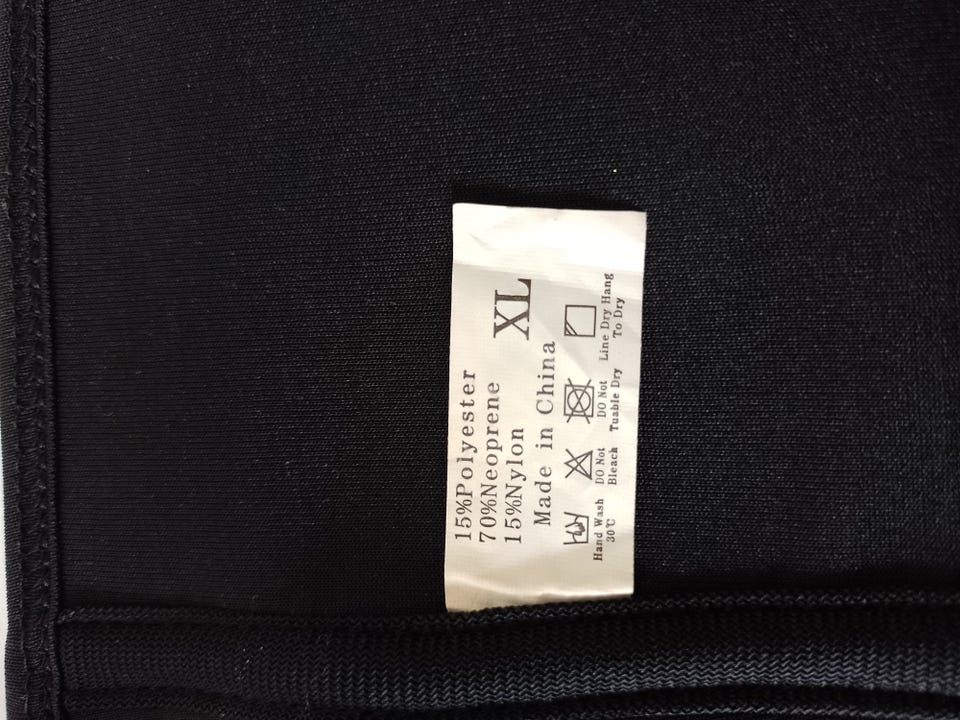 15%Polyester
70%Neoprene
15%Nylon
XL
Made in China
Hand Wash
30℃
DO Not
Bleach
DO Not
Tuable Dry
Line Dry Hang
To Dry